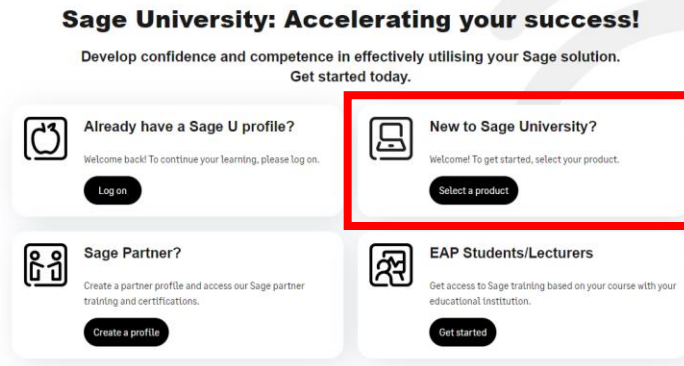 Sage University: Accelerating your success!
Develop confidence and competence in effectively utilising your Sage solution.
Get started today.
Already have a Sage U profile?
Welcome back! To continue your learning, please log on.
Log on
New to Sage University?
Welcome! To get started, select your product.
Select a product
Sage Partner?
Create a partner profile and access our Sage partner
training and certifications.
Create a profile
EAP Students/Lecturers
Get access to Sage training based on your course with your
educational institution.
Get started